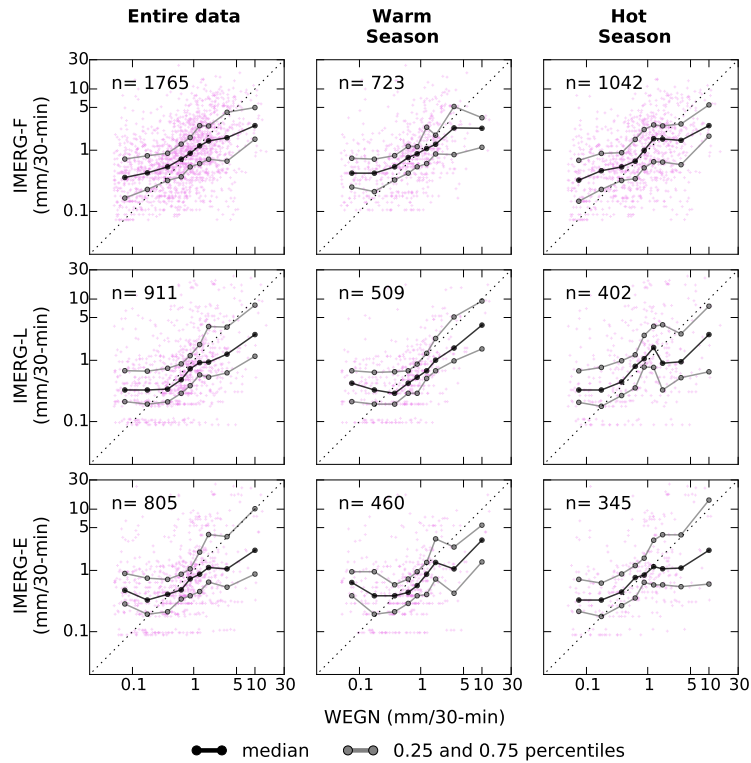 Entire data
Warm
Season
Hot
Season
IMERG-F
(mm/30-min)
30
10
5
1
0.1
n= 1765
n= 723
n= 1042
IMERG-L
(mm/30-min)
30
10
5
1
0.1
n= 911
n= 509
n= 402
IMERG-E
(mm/30-min)
30
10
5
1
0.1
n= 805
n= 460
n= 345
0.1 1 5 10 30
0.1 1 5 10 30
0.1 1 5 10 30
WEGN (mm/30-min)
median
0.25 and 0.75 percentiles